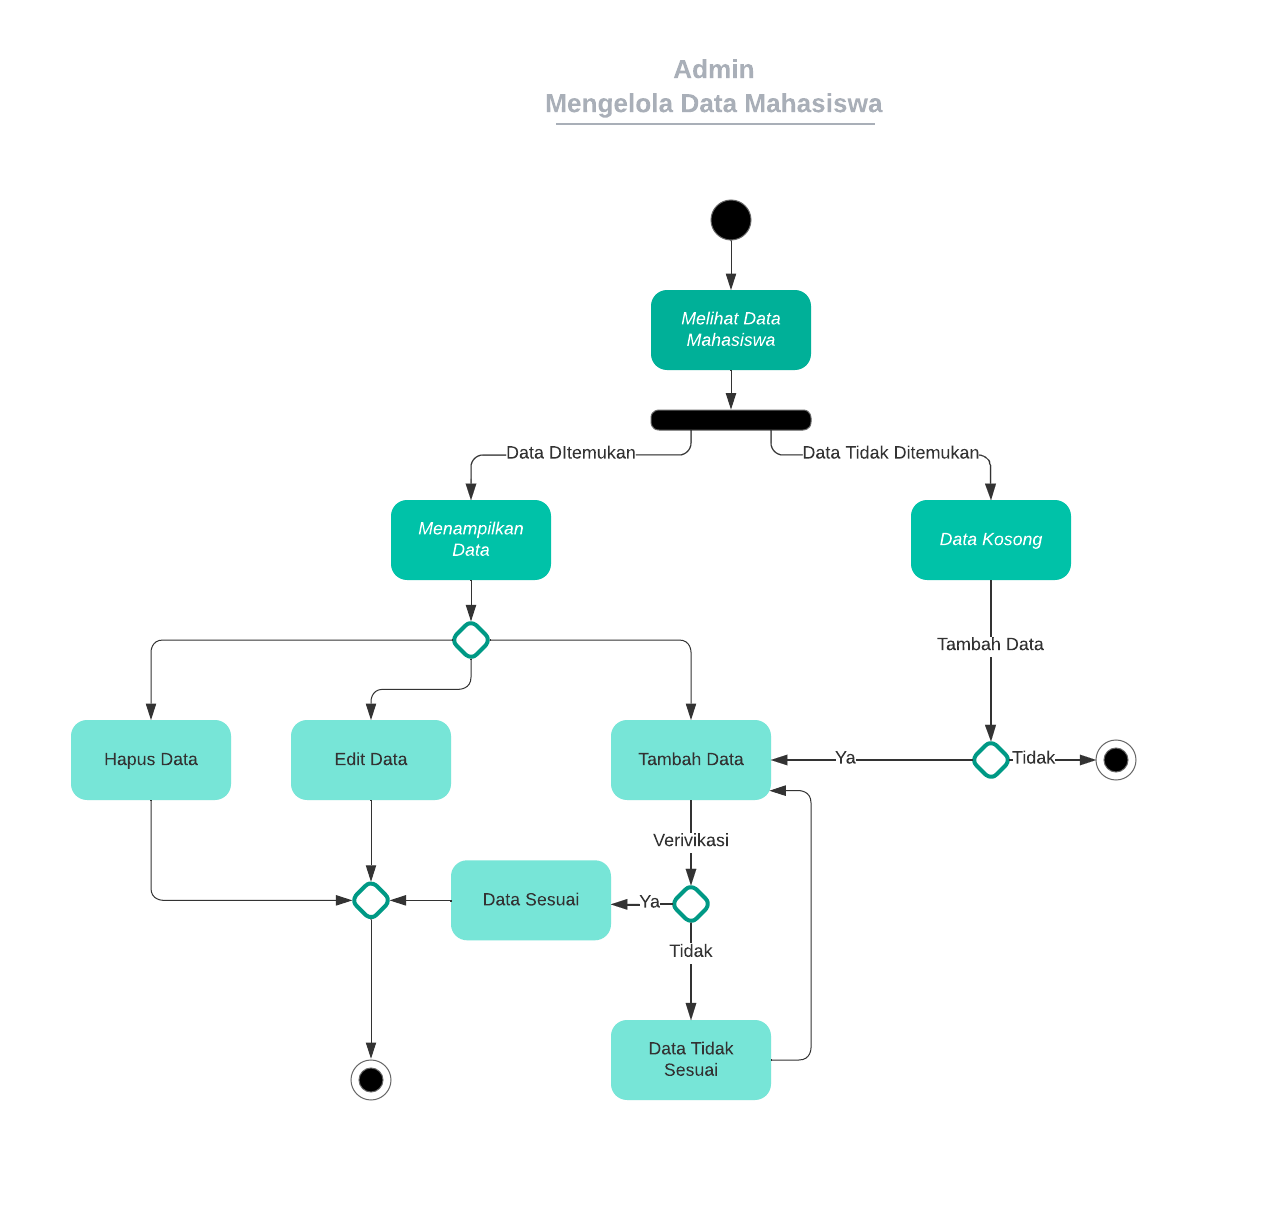 Admin
Mengelola Data Mahasiswa
Melihat Data
Mahasiswa
Data DItemukan
Data Tidak Ditemukan
Menampilkan
Data
Data Kosong
Tambah Data
Hapus Data
Edit Data
Tambah Data
Ya
Tidak
Verivikasi
Data Sesuai
Ya
Tidak
Data Tidak
Sesuai